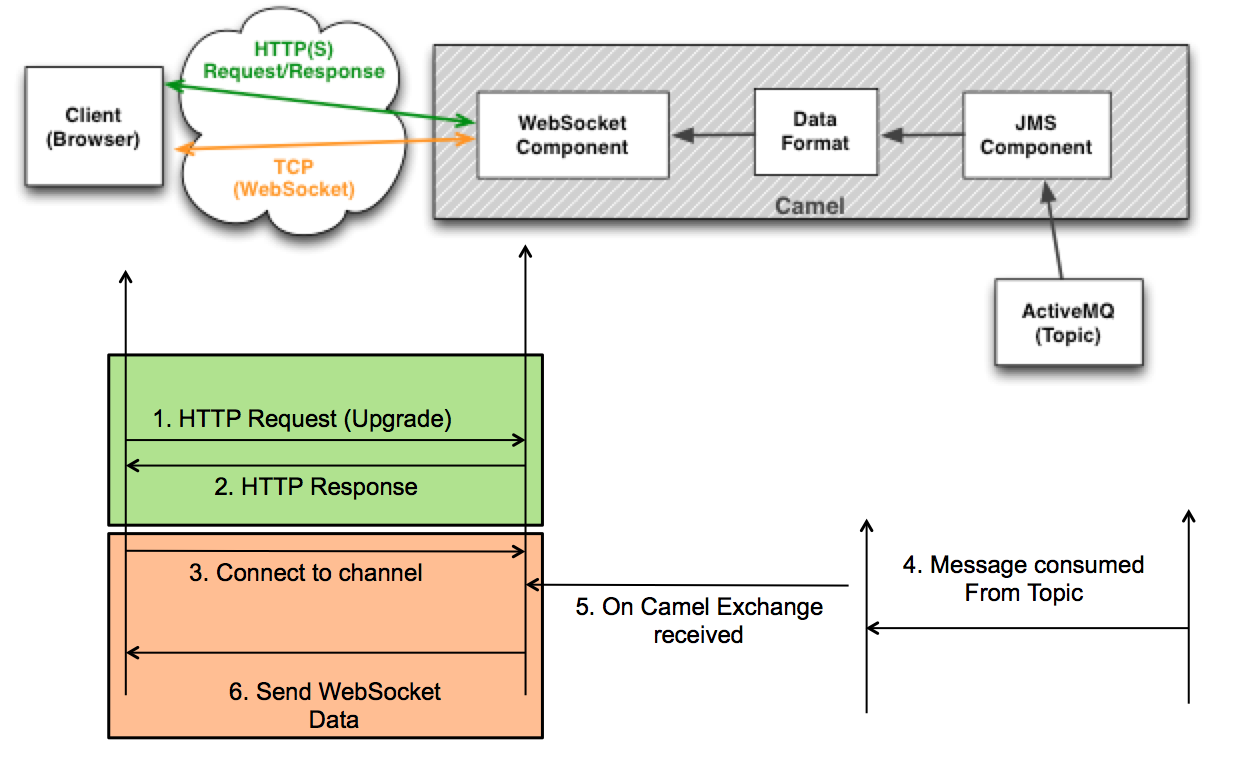 HTTP(S)
Request/Response
Client
(Browser)
TCP
(WebSocket)
WebSocket
Component
Data
Format
JMS
Component
Camel
ActiveMQ
(Topic)
1. HTTP Request (Upgrade)
2. HTTP Response
3. Connect to channel
4. Message consumed
From Topic
5. On Camel Exchange
received
6. Send WebSocket
Data